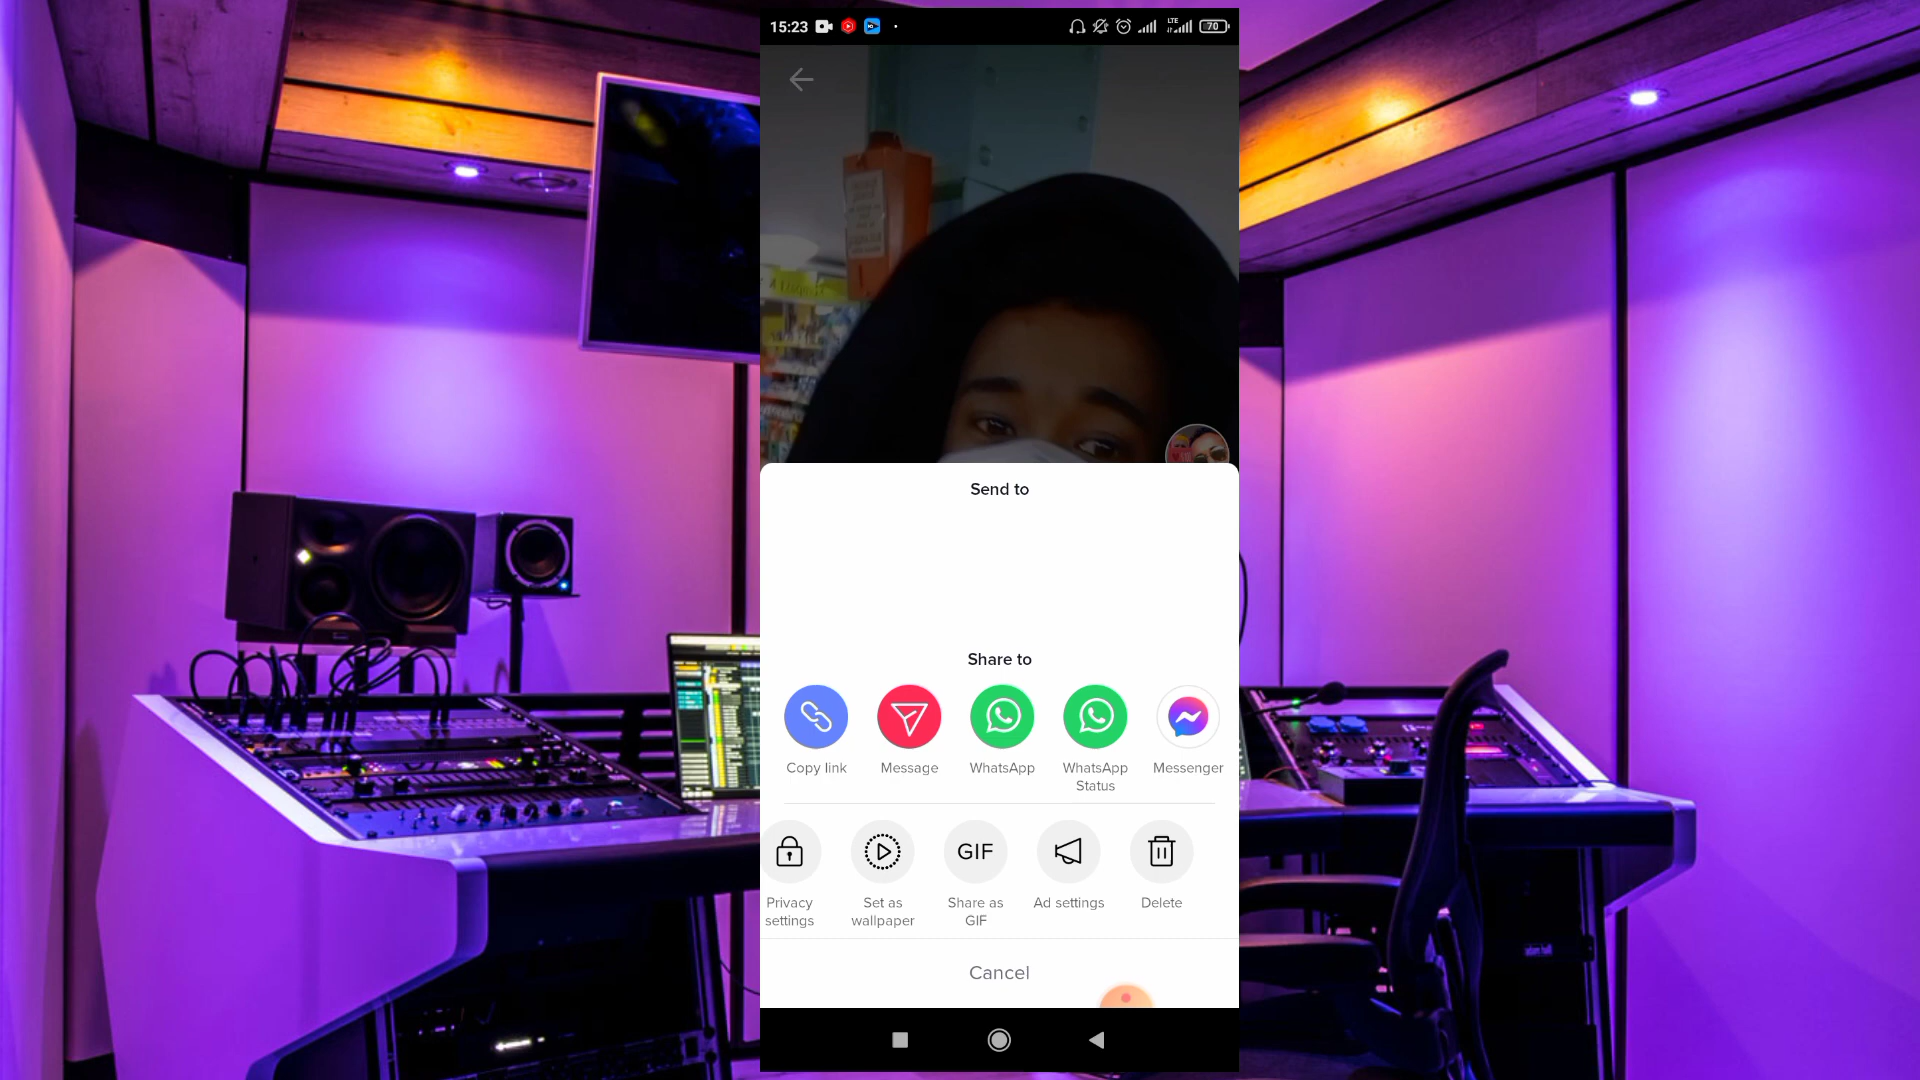 15:23
LTE
70
Send to
Share to
Copy link
Message
WhatsApp
WhatsApp
Status
Messenger
GIF
Privacy
settings
Set as
wallpaper
Share as
GIF
Ad settings
Delete
Cancel